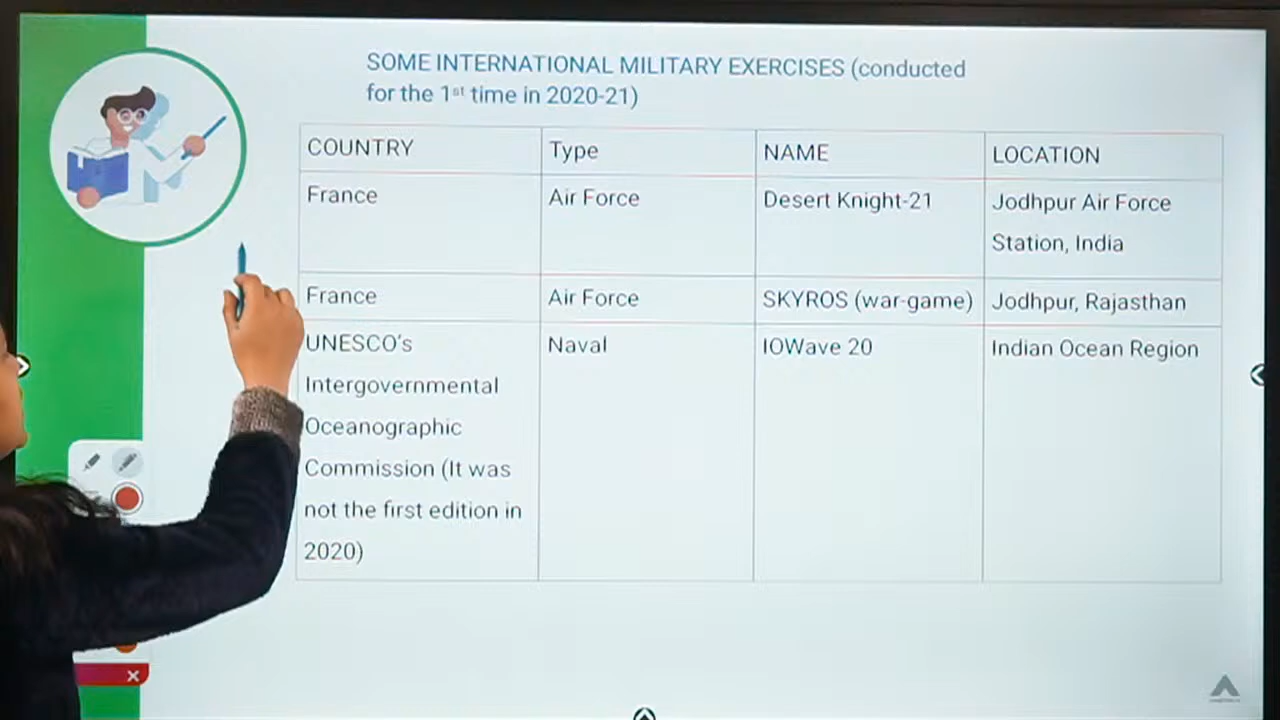 SOME INTERNATIONAL MILITARY EXERCISES (conducted
for the 1st time in 2020-21)
COUNTRY Type NAME LOCATION
France Air Force Desert Knight-21 Jodhpur Air Force
Station, India
France Air Force SKYROS (war-game) Jodhpur, Rajasthan
UNESCO's Naval IOWave 20 Indian Ocean Region
Intergovernmental
Oceanographic
Commission (It was
not the first edition in
2020)